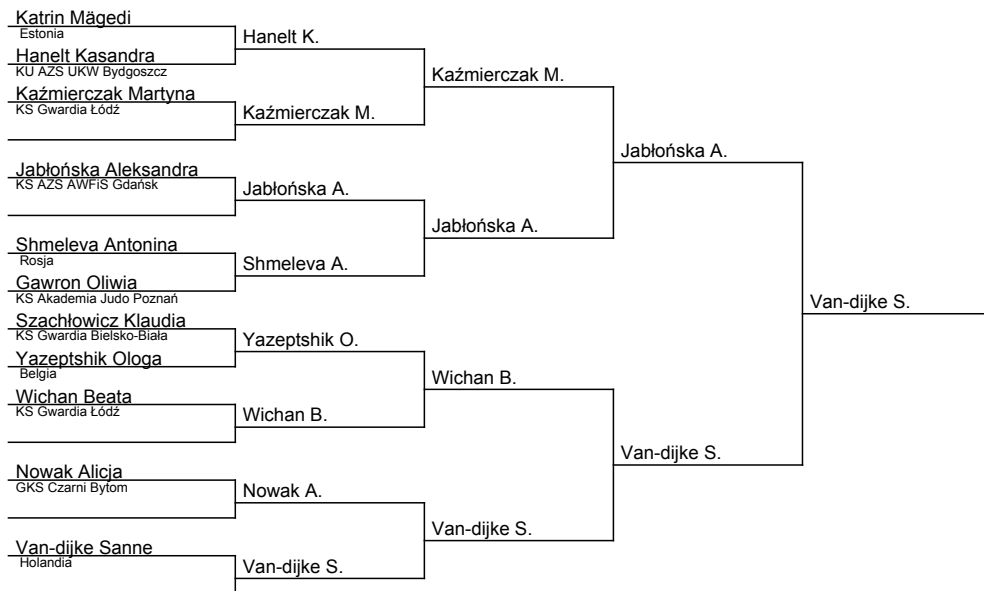 Katrin Mägedi
Estonia
Hanelt Kasandra
KU AZS UKW Bydgoszcz
Kaźmierczak Martyna
KS Gwardia Łódź
Jabłońska Aleksandra
KS AZS AWFiS Gdańsk
Shmeleva Antonina
Rosja
Gawron Oliwia
KS Akademia Judo Poznań
Szachłowicz Klaudia
KS Gwardia Bielsko-Biała
Yazeptshik Ologa
Belgia
Wichan Beata
KS Gwardia Łódź
Nowak Alicja
GKS Czarni Bytom
Van-dijke Sanne
Holandia
Hanelt K.
Kaźmierczak M.
Jabłońska A.
Shmeleva A.
Yazeptshik O.
Wichan B.
Nowak A.
Van-dijke S.
Kaźmierczak M.
Jabłońska A.
Wichan B.
Van-dijke S.
Jabłońska A.
Van-dijke S.
Van-dijke S.